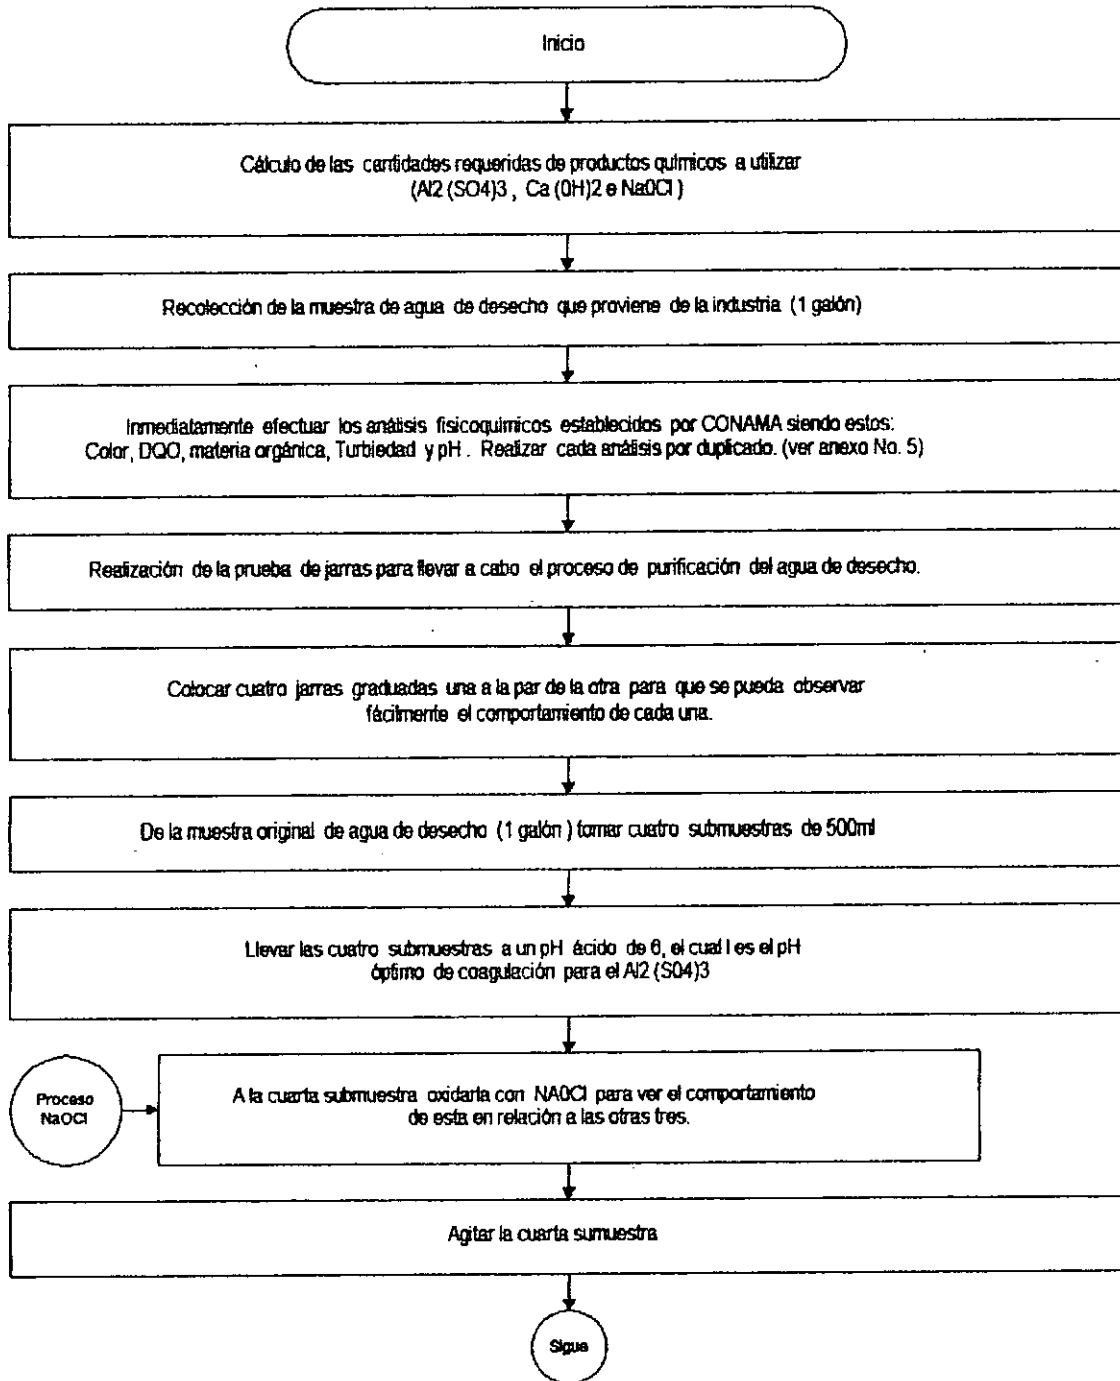 Inicio
Cálculo de las cantidades requeridas de productos químicos a utilizar
(Al2 (SO4)3 , Ca (OH)2 e NaOCl )
Recolección de la muestra de agua de desecho que proviene de la industria (1 galón)
Inmediatamente efectuar los análisis fisicoquímicos establecidos por CONAMA siendo estos:
Color, DQO, materia orgánica, Turbiedad y pH . Realizar cada análisis por duplicado. (ver anexo No. 5)
Realización de la prueba de jarras para llevar a cabo el proceso de purificación del agua de desecho.
Colocar cuatro jarras graduadas una a la par de la otra para que se pueda observar
fácilmente el comportamiento de cada una.
De la muestra original de agua de desecho (1 galón ) tomar cuatro submuestras de 500ml
Llevar las cuatro submuestras a un pH ácido de 6, el cual l es el pH
óptimo de coagulación para el Al2 (SO4)3
Proceso
NaOCl
A la cuarta submuestra oxidarla con NAOCl para ver el comportamiento
de esta en relación a las otras tres.
Agitar la cuarta sumuestra
Sigue